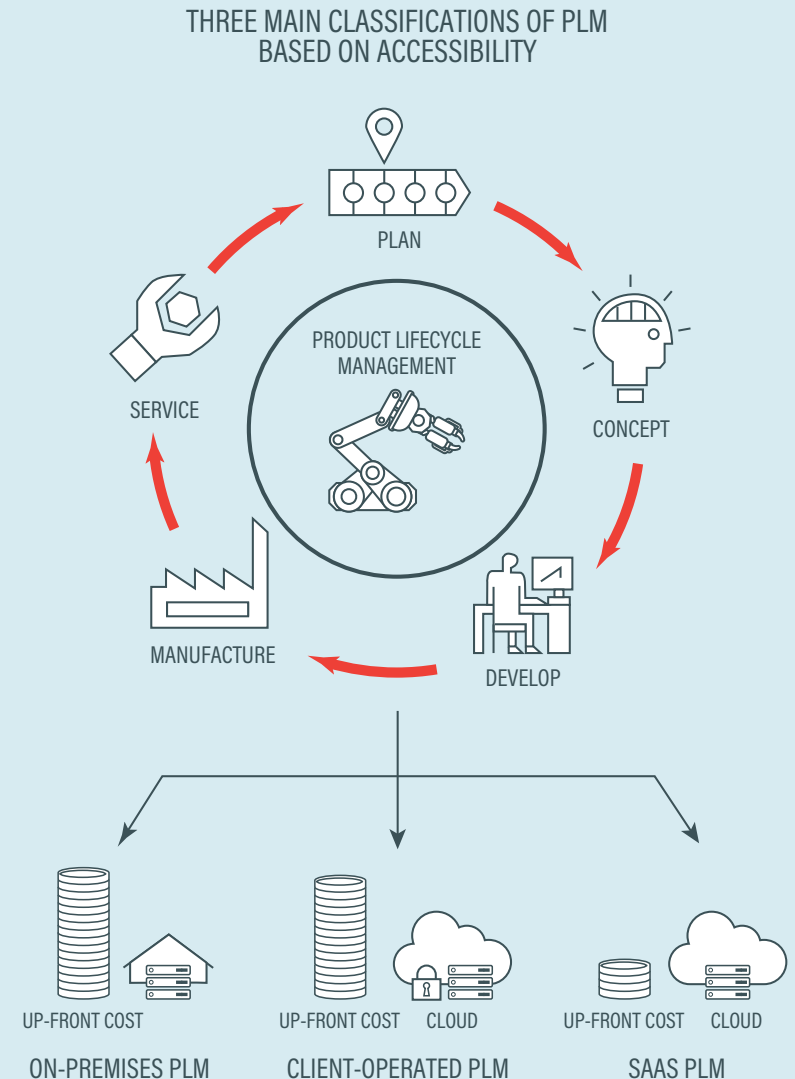 THREE MAIN CLASSIFICATIONS OF PLM
BASED ON ACCESSIBILITY
PLAN
CONCEPT
DEVELOP
MANUFACTURE
SERVICE
PRODUCT LIFECYCLE
MANAGEMENT
UP-FRONT COST
ON-PREMISES PLM
UP-FRONT COST CLOUD
CLIENT-OPERATED PLM
UP-FRONT COST CLOUD
SAAS PLM